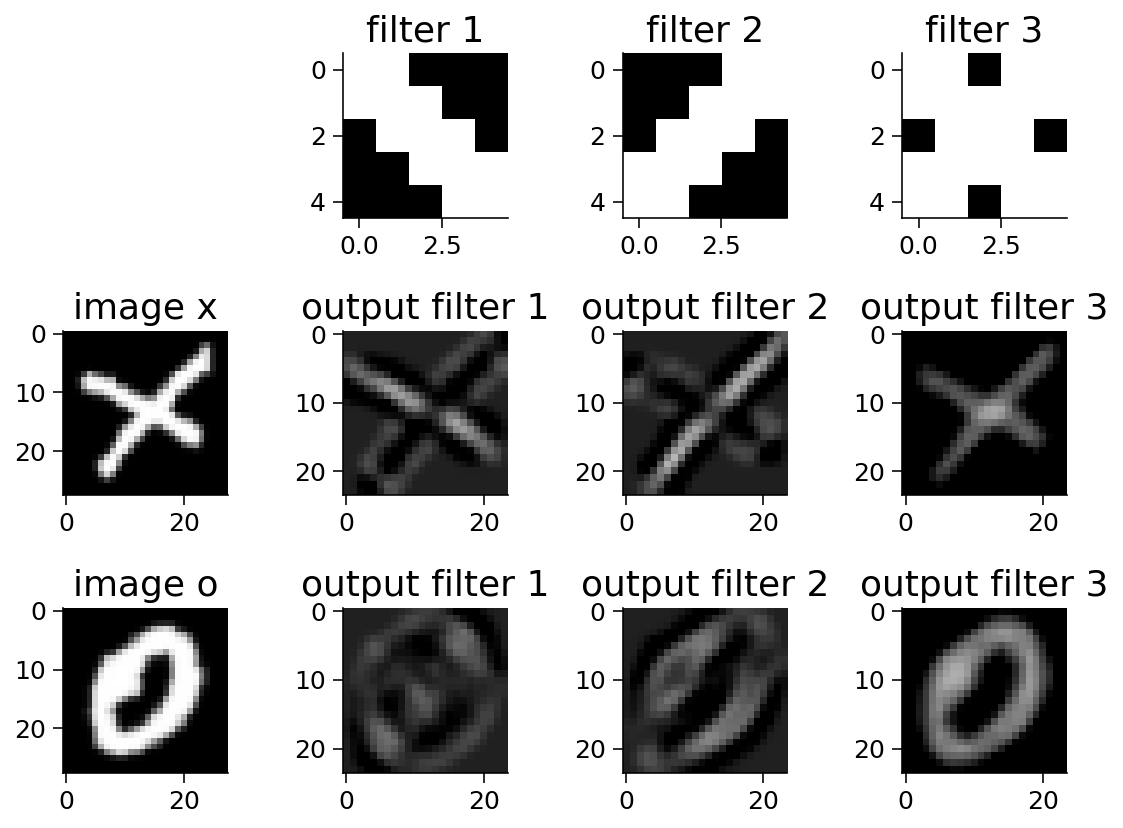 filter 1 filter 2 filter 3
0 0 0
2 2 2
4 4 4
0.0 2.5 0.0 2.5 0.0 2.5
image x output filter 1 output filter 2 output filter 3
0 0 0 0
10 10 10 10
20 20 20 20
0 20 0 20 0 20 0 20
image o output filter 1 output filter 2 output filter 3
0 0 0 0
10 10 10 10
20 20 20 20
0 20 0 20 0 20 0 20